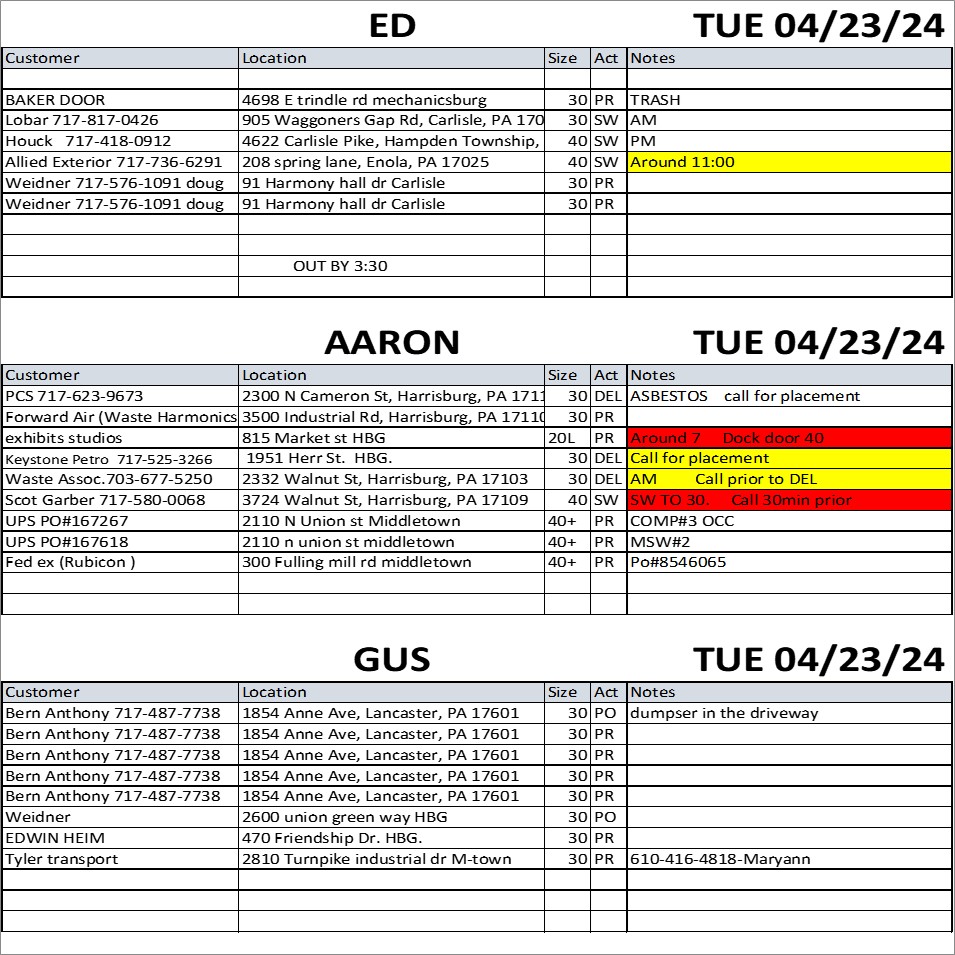 ED TUE 04/23/24
Customer Location Size Act Notes
BAKER DOOR 4698 E trindle rd mechanicsburg 30 PR TRASH
Lobar 717-817-0426 905 Waggoners Gap Rd, Carlisle, PA 170 30 SW AM
Houck 717-418-0912 4622 Carlisle Pike, Hampden Township, 40 SW PM
Allied Exterior 717-736-6291 208 spring lane, Enola, PA 17025 40 SW Around 11:00
Weidner 717-576-1091 doug 91 Harmony hall dr Carlisle 30 PR
Weidner 717-576-1091 doug 91 Harmony hall dr Carlisle 30 PR
OUT BY 3:30
AARON TUE 04/23/24
Customer Location Size Act Notes
PCS 717-623-9673 2300 N Cameron St, Harrisburg, PA 1711 30 DEL ASBESTOS call for placement
Forward Air (Waste Harmonics 3500 Industrial Rd, Harrisburg, PA 17110 30 PR
exhibits studios 815 Market st HBG 20L PR Around 7 Dock door 40
Keystone Petro 717-525-3266 1951 Herr St. HBG. 30 DEL Call for placement
Waste Assoc.703-677-5250 2332 Walnut St, Harrisburg, PA 17103 30 DEL AM Call prior to DEL
Scot Garber 717-580-0068 3724 Walnut St, Harrisburg, PA 17109 40 SW SW TO 30. Call 30min prior
UPS PO#167267 2110 N Union st Middletown 40+ PR COMP#3 OCC
UPS PO#167618 2110 n union st middletown 40+ PR MSW#2
Fed ex (Rubicon ) 300 Fulling mill rd middletown 40+ PR Po#8546065
GUS TUE 04/23/24
Customer Location Size Act Notes
Bern Anthony 717-487-7738 1854 Anne Ave, Lancaster, PA 17601 30 PO dumpser in the driveway
Bern Anthony 717-487-7738 1854 Anne Ave, Lancaster, PA 17601 30 PR
Bern Anthony 717-487-7738 1854 Anne Ave, Lancaster, PA 17601 30 PR
Bern Anthony 717-487-7738 1854 Anne Ave, Lancaster, PA 17601 30 PR
Bern Anthony 717-487-7738 1854 Anne Ave, Lancaster, PA 17601 30 PR
Weidner 2600 union green way HBG 30 PO
EDWIN HEIM 470 Friendship Dr. HBG. 30 PR
Tyler transport 2810 Turnpike industrial dr M-town 30 PR 610-416-4818-Maryann